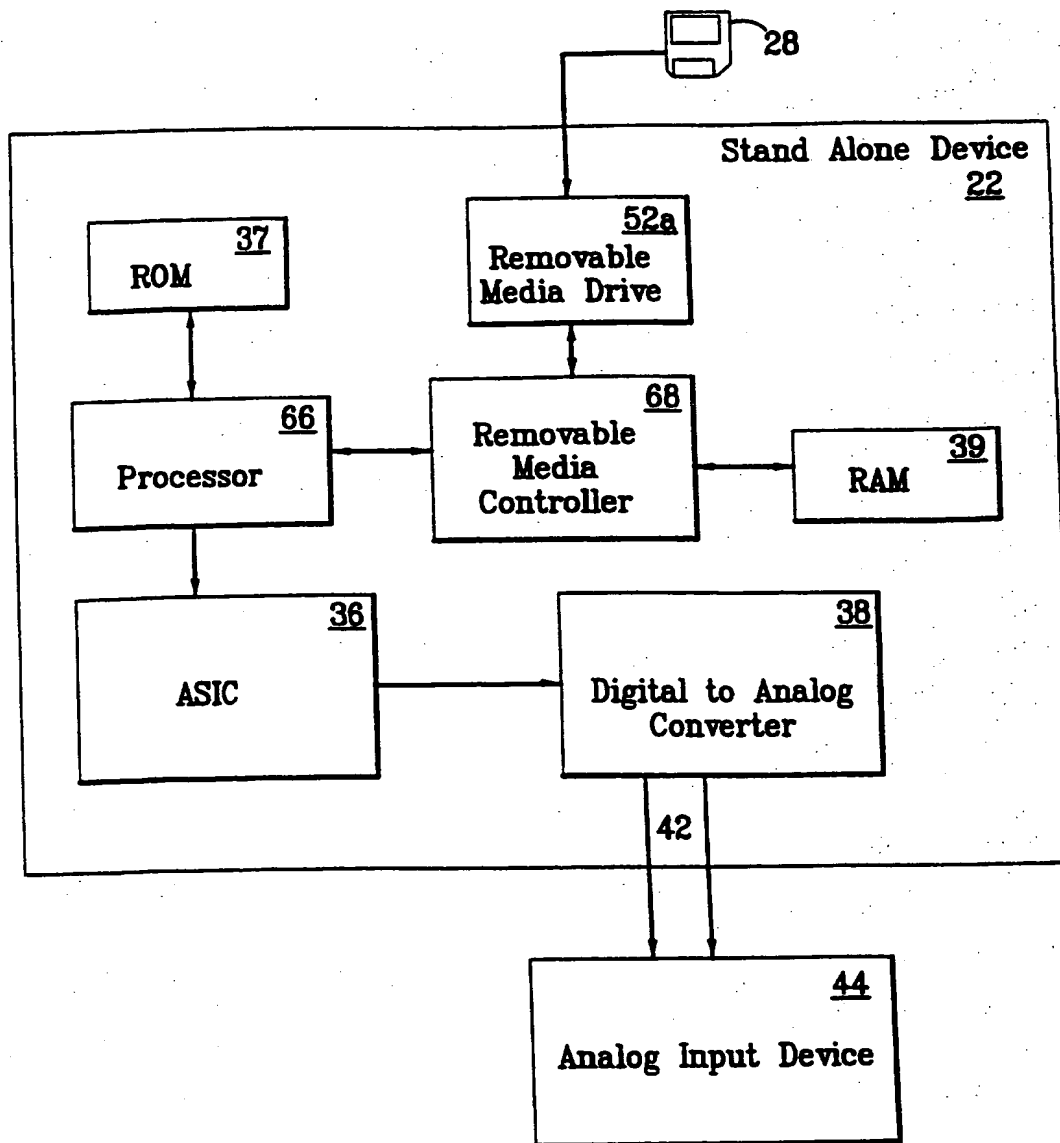 28
Stand Alone Device
22
37
ROM
52a
Removable
Media Drive
66
Processor
68
Removable
Media
Controller
39
RAM
36
ASIC
38
Digital to Analog
Converter
42
44
Analog Input Device